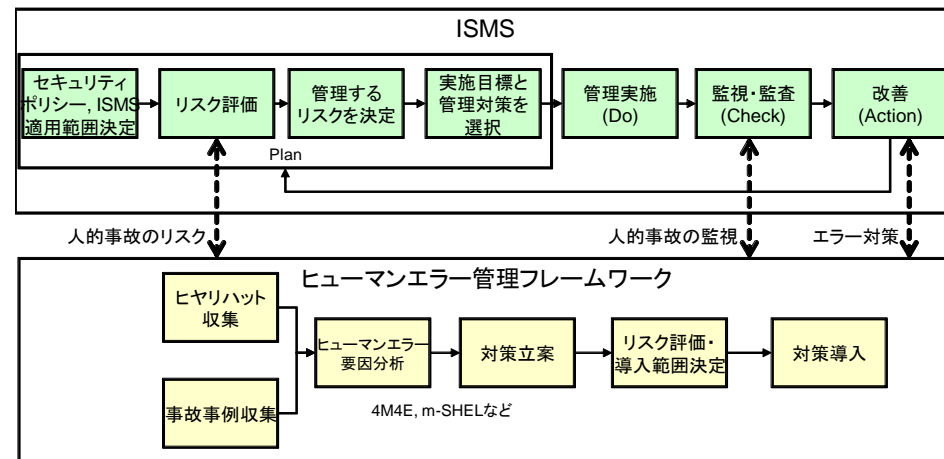 ISMS
セキュリティ
ポリシー, ISMS
適用範囲決定
リスク評価
管理する
リスクを決定
実施目標と
管理対策を
選択
管理実施
(Do)
監視・監査
(Check)
改善
(Action)
Plan
人的事故のリスク
人的事故の監視
エラー対策
ヒューマンエラー管理フレームワーク
ヒヤリハット
収集
事故事例収集
ヒューマンエラー
要因分析
対策立案
リスク評価・
導入範囲決定
対策導入
4M4E, m-SHELなど